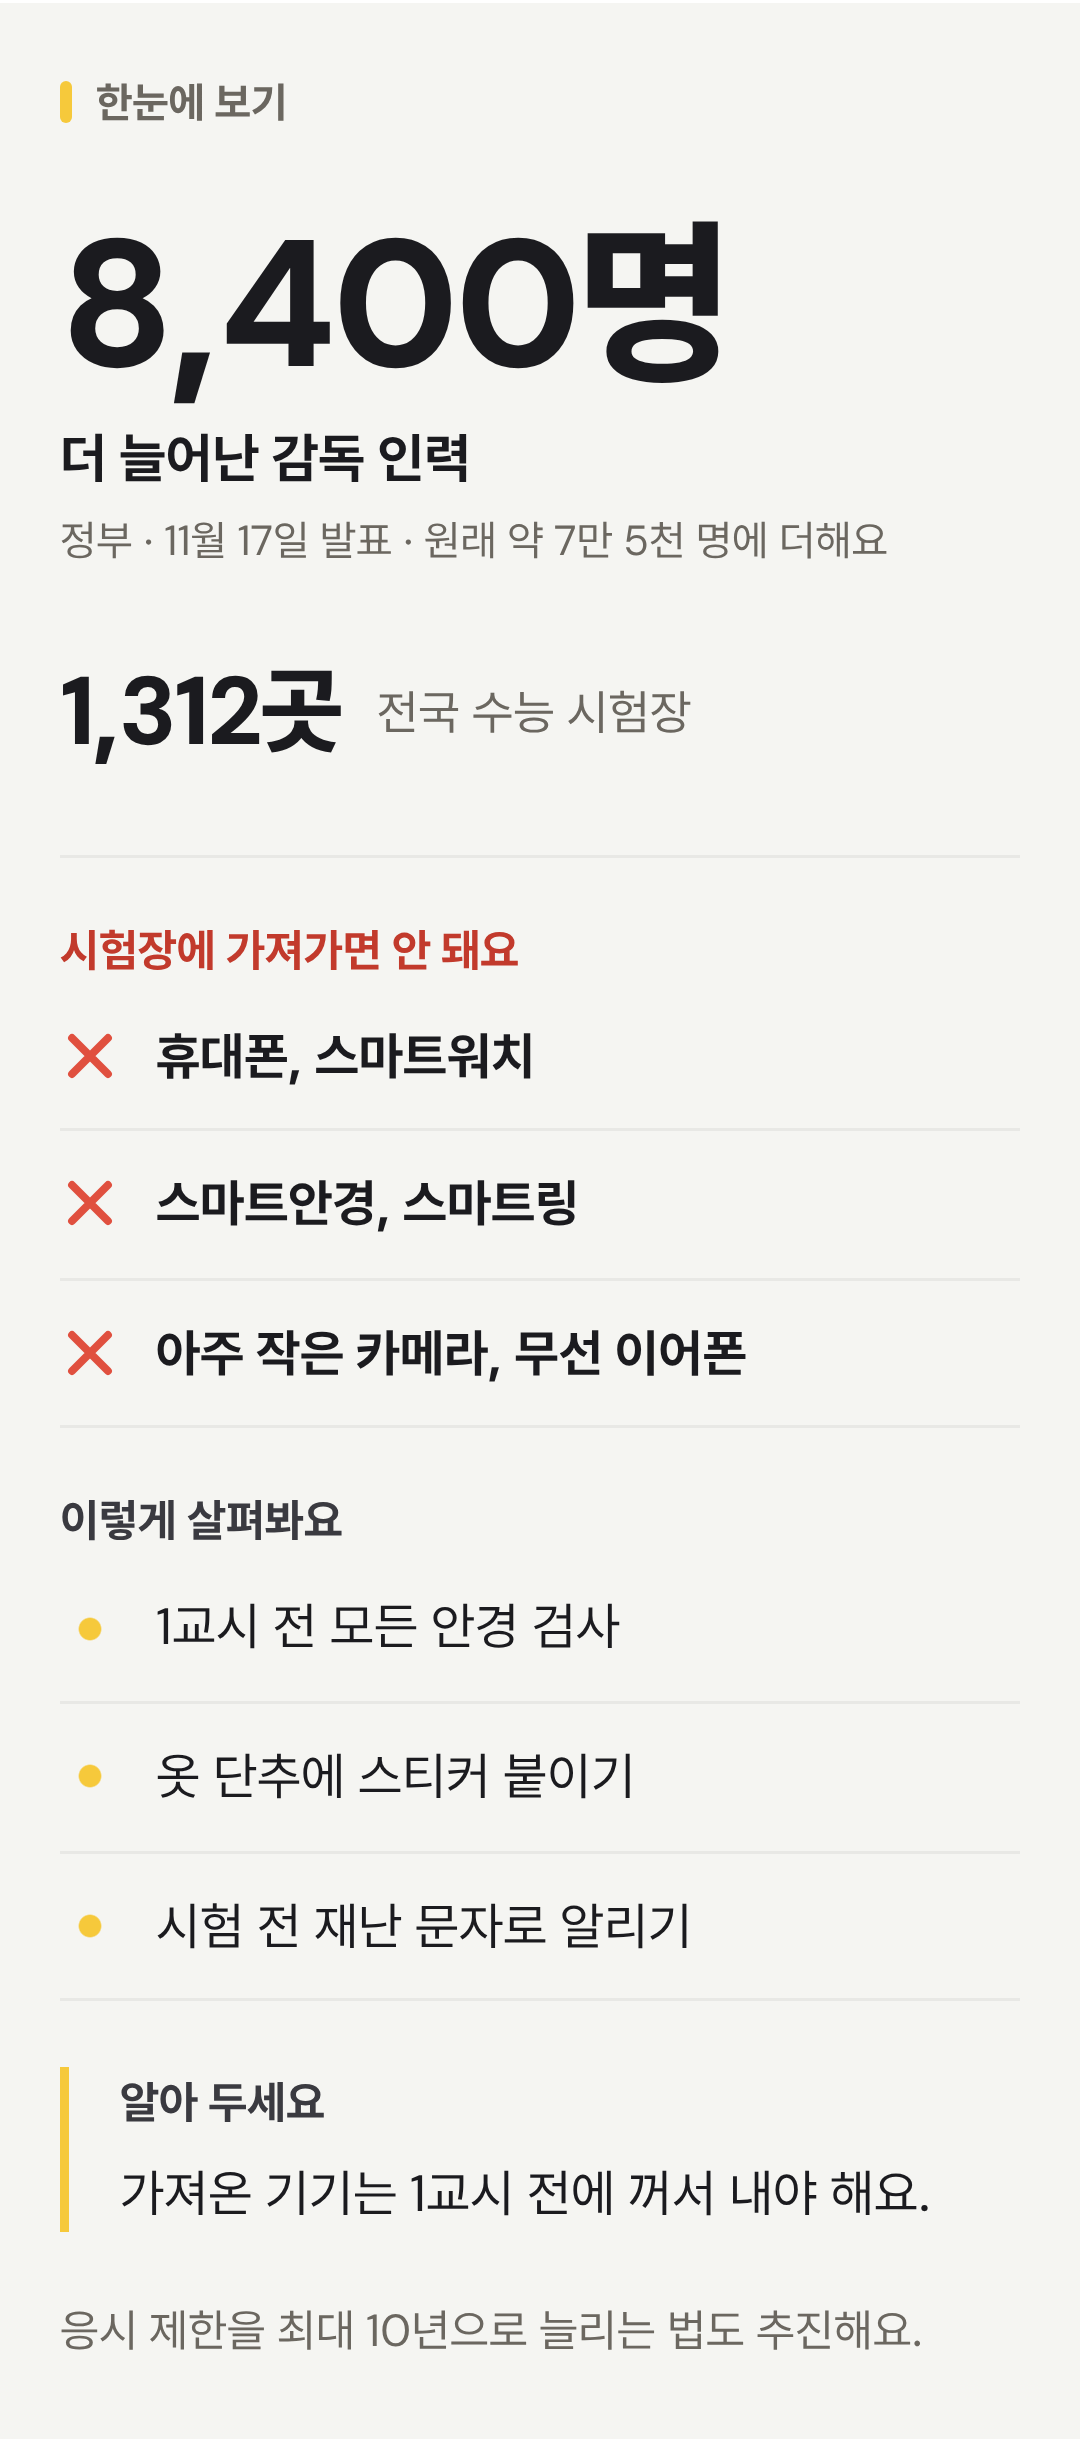 한눈에 보기
8,400명
더 늘어난 감독 인력
정부 · 11월 17일 발표 · 원래 약 7만 5천 명에 더해요
1,312곳 전국 수능 시험장
시험장에 가져가면 안 돼요
휴대폰, 스마트워치
스마트안경, 스마트링
아주 작은 카메라, 무선 이어폰
이렇게 살펴봐요
1교시 전 모든 안경 검사
옷 단추에 스티커 붙이기
시험 전 재난 문자로 알리기
알아 두세요
가져온 기기는 1교시 전에 꺼서 내야 해요.
응시 제한을 최대 10년으로 늘리는 법도 추진해요.